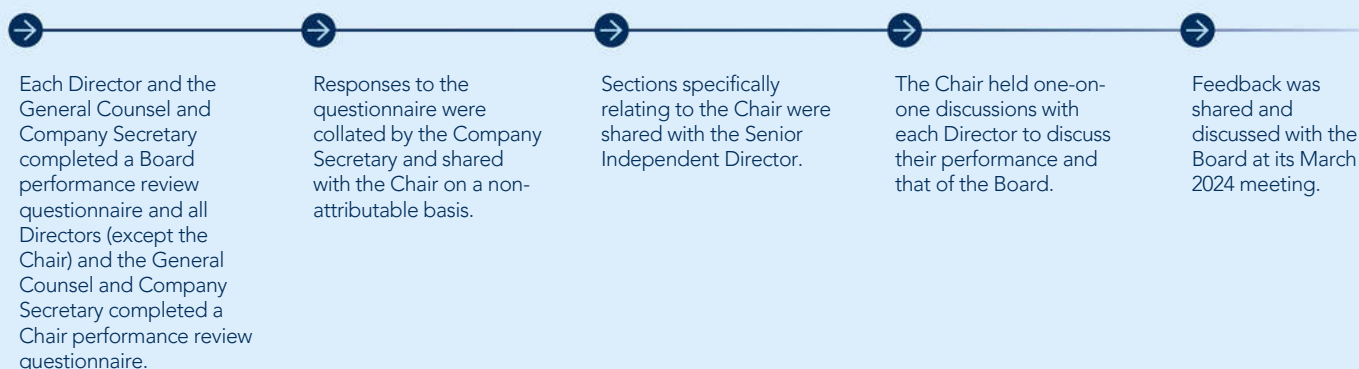 Each Director and the
General Counsel and
Company Secretary
completed a Board
performance review
questionnaire and all
Directors (except the
Chair) and the General
Counsel and Company
Secretary completed a
Chair performance review
questionnaire.
Responses to the
questionnaire were
collated by the Company
Secretary and shared
with the Chair on a non-
attributable basis.
Sections specifically
relating to the Chair were
shared with the Senior
Independent Director.
The Chair held one-on-
one discussions with
each Director to discuss
their performance and
that of the Board.
Feedback was
shared and
discussed with the
Board at its March
2024 meeting.